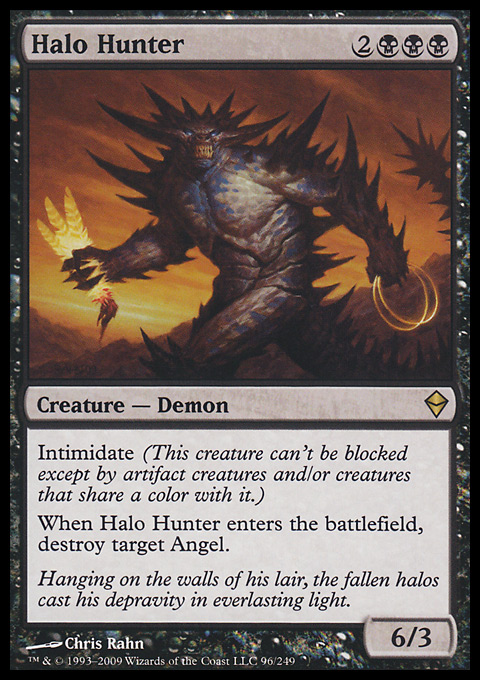 Halo Hunter 2
Creature — Demon
Intimidate (This creature can't be blocked
except by artifact creatures and/or creatures
that share a color with it.)
When Halo Hunter enters the battlefield,
destroy target Angel.
Hanging on the walls of his lair, the fallen halos
cast his depravity in everlasting light.
Chris Rahn
6/3
™ & © 1993–2009 Wizards of the Coast LLC 96/249